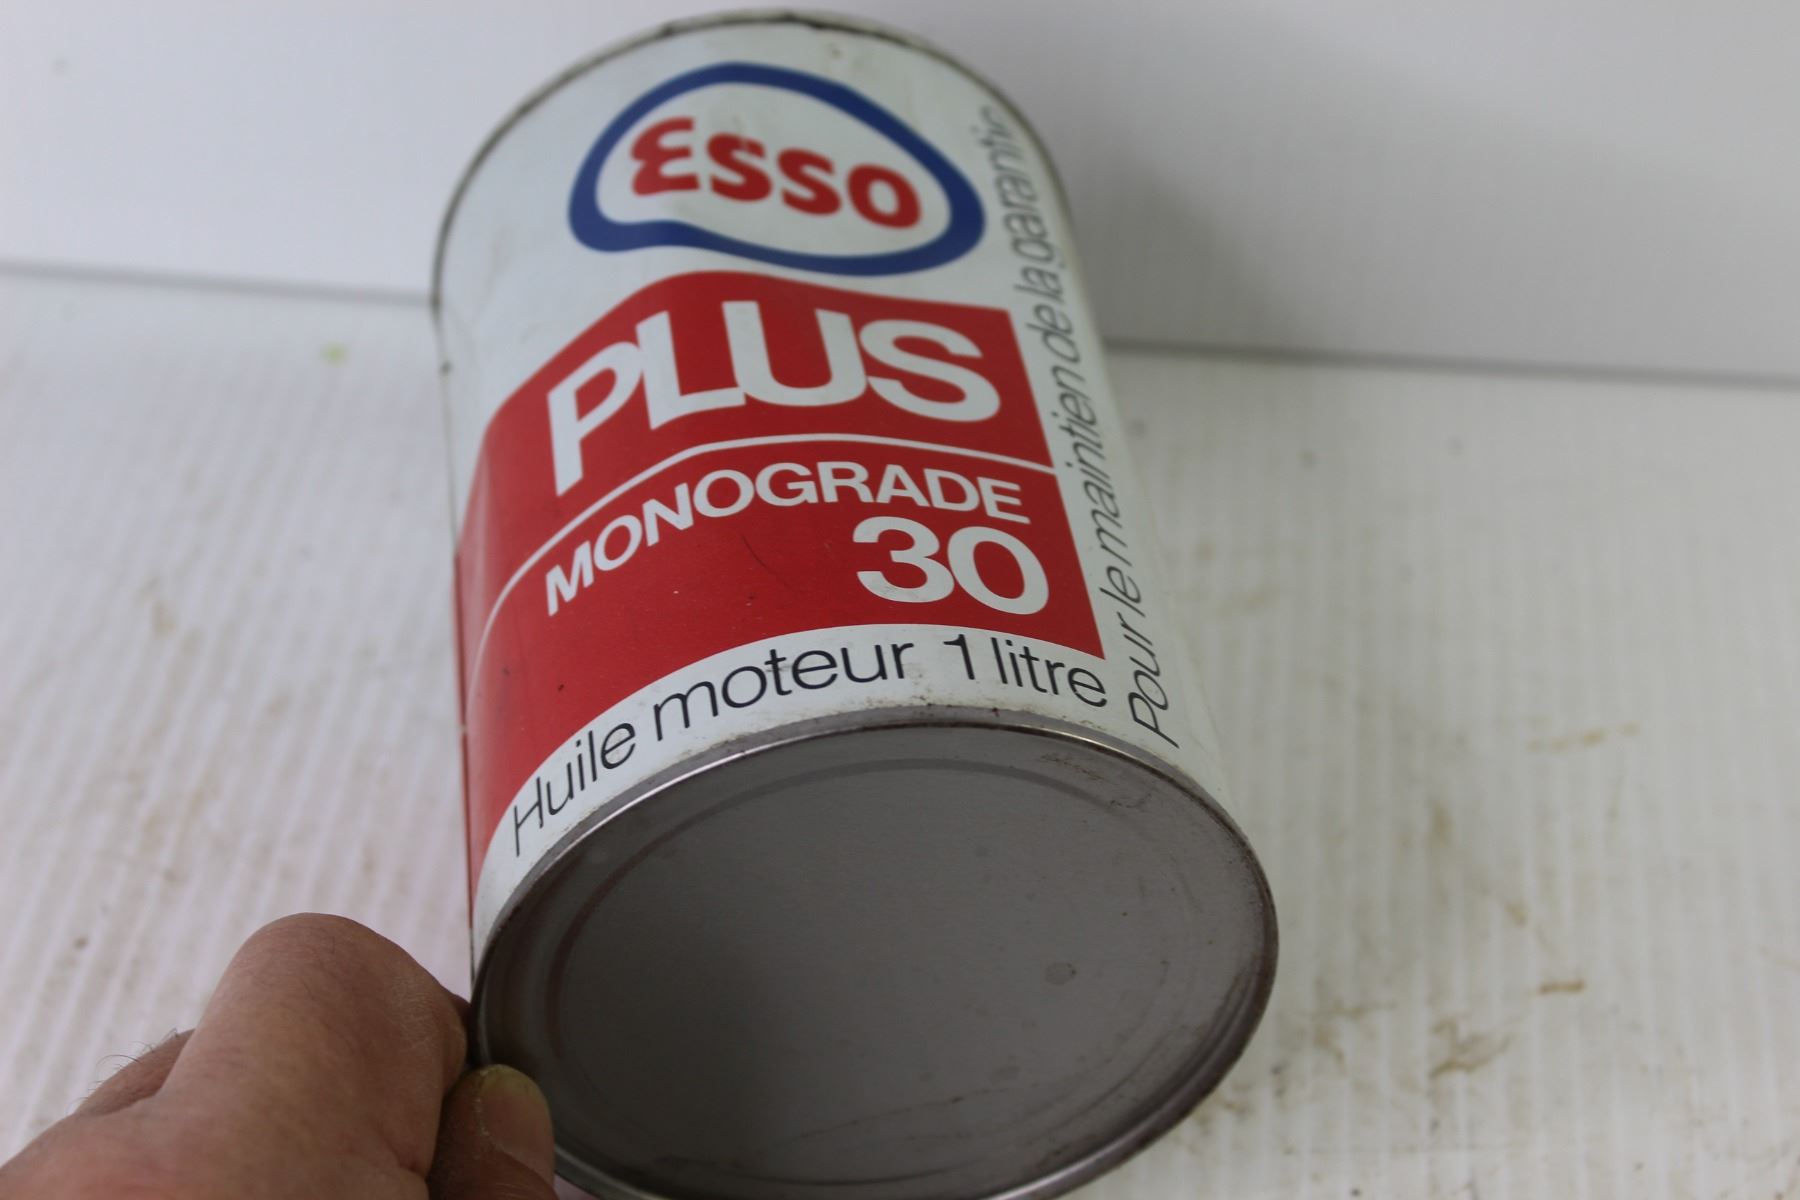 Esso
PLUS
MONOGRADE
30
Huile moteur 1 litre
Pour le maintien de la garantie